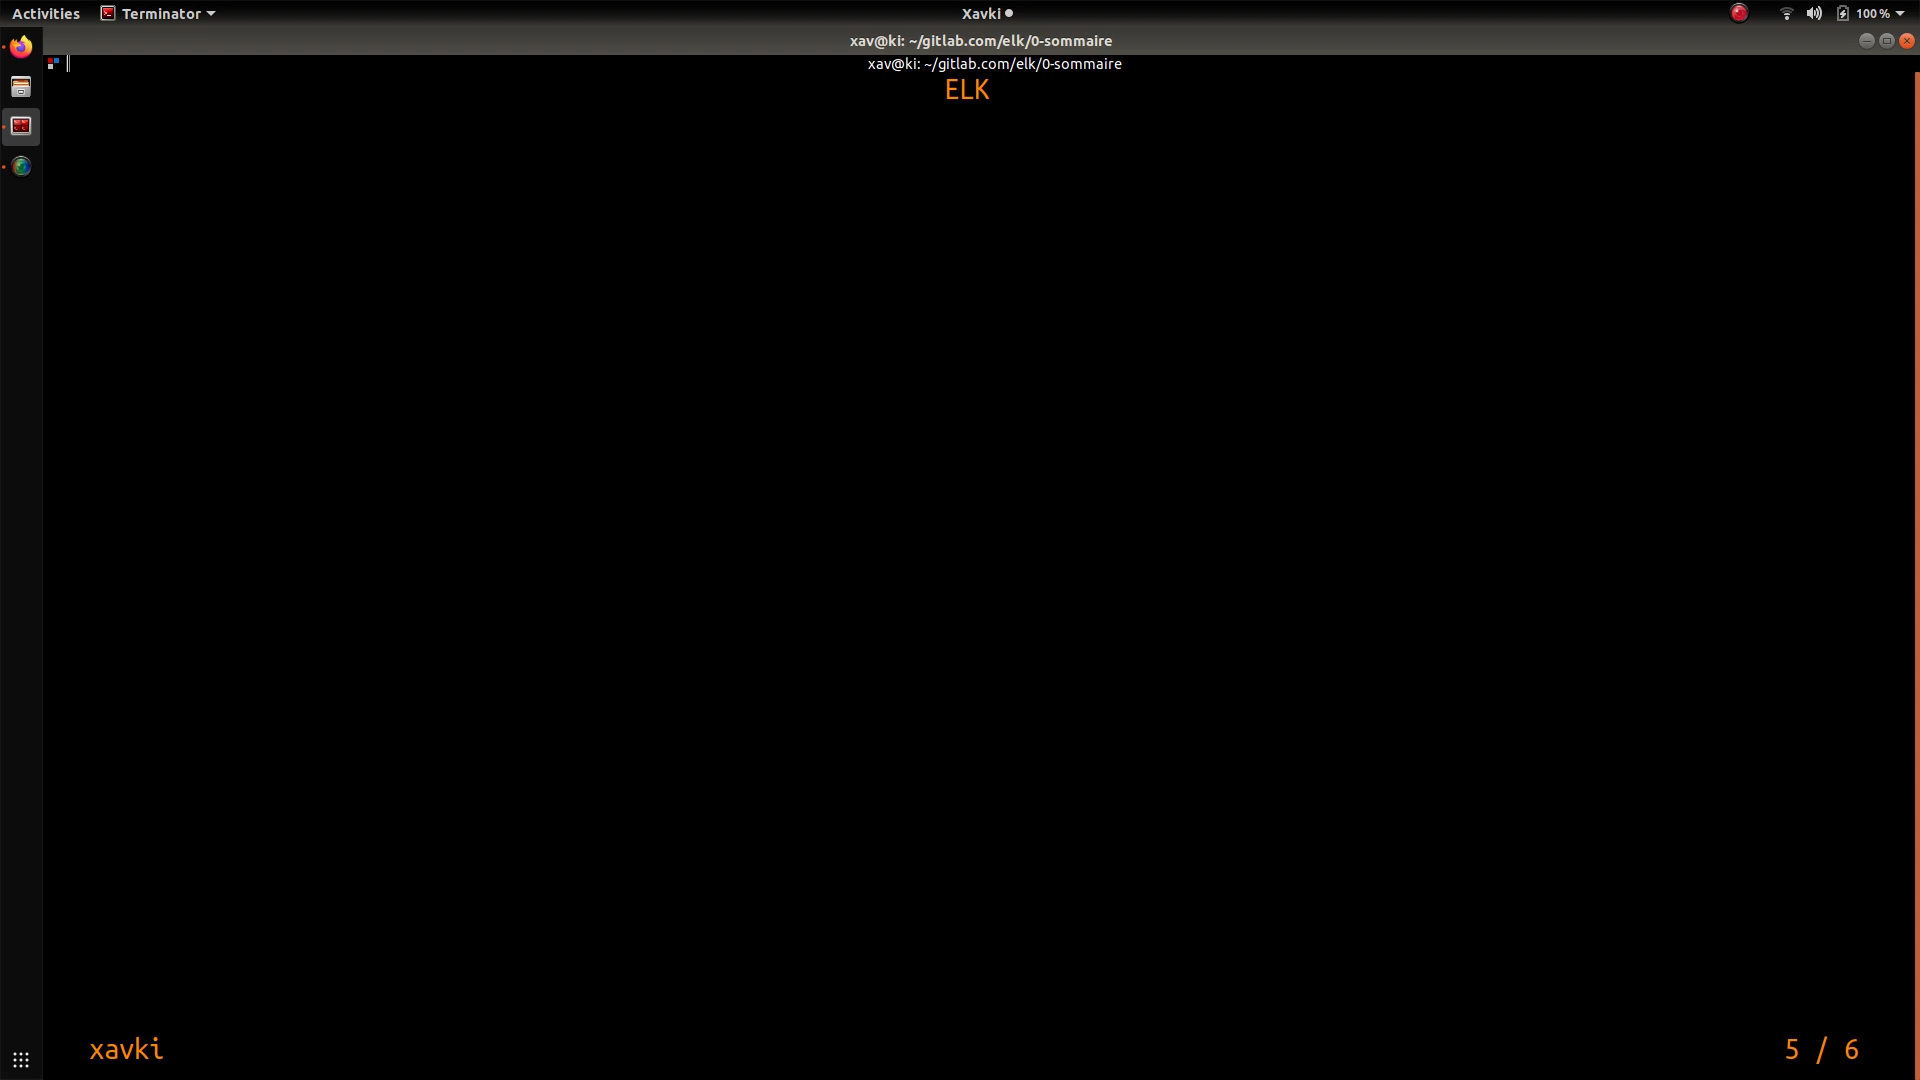 Activities Terminator Xavki 100 %
xav@ki: ~/gitlab.com/elk/0-sommaire
xav@ki: ~/gitlab.com/elk/0-sommaire
ELK
xavki 5 / 6